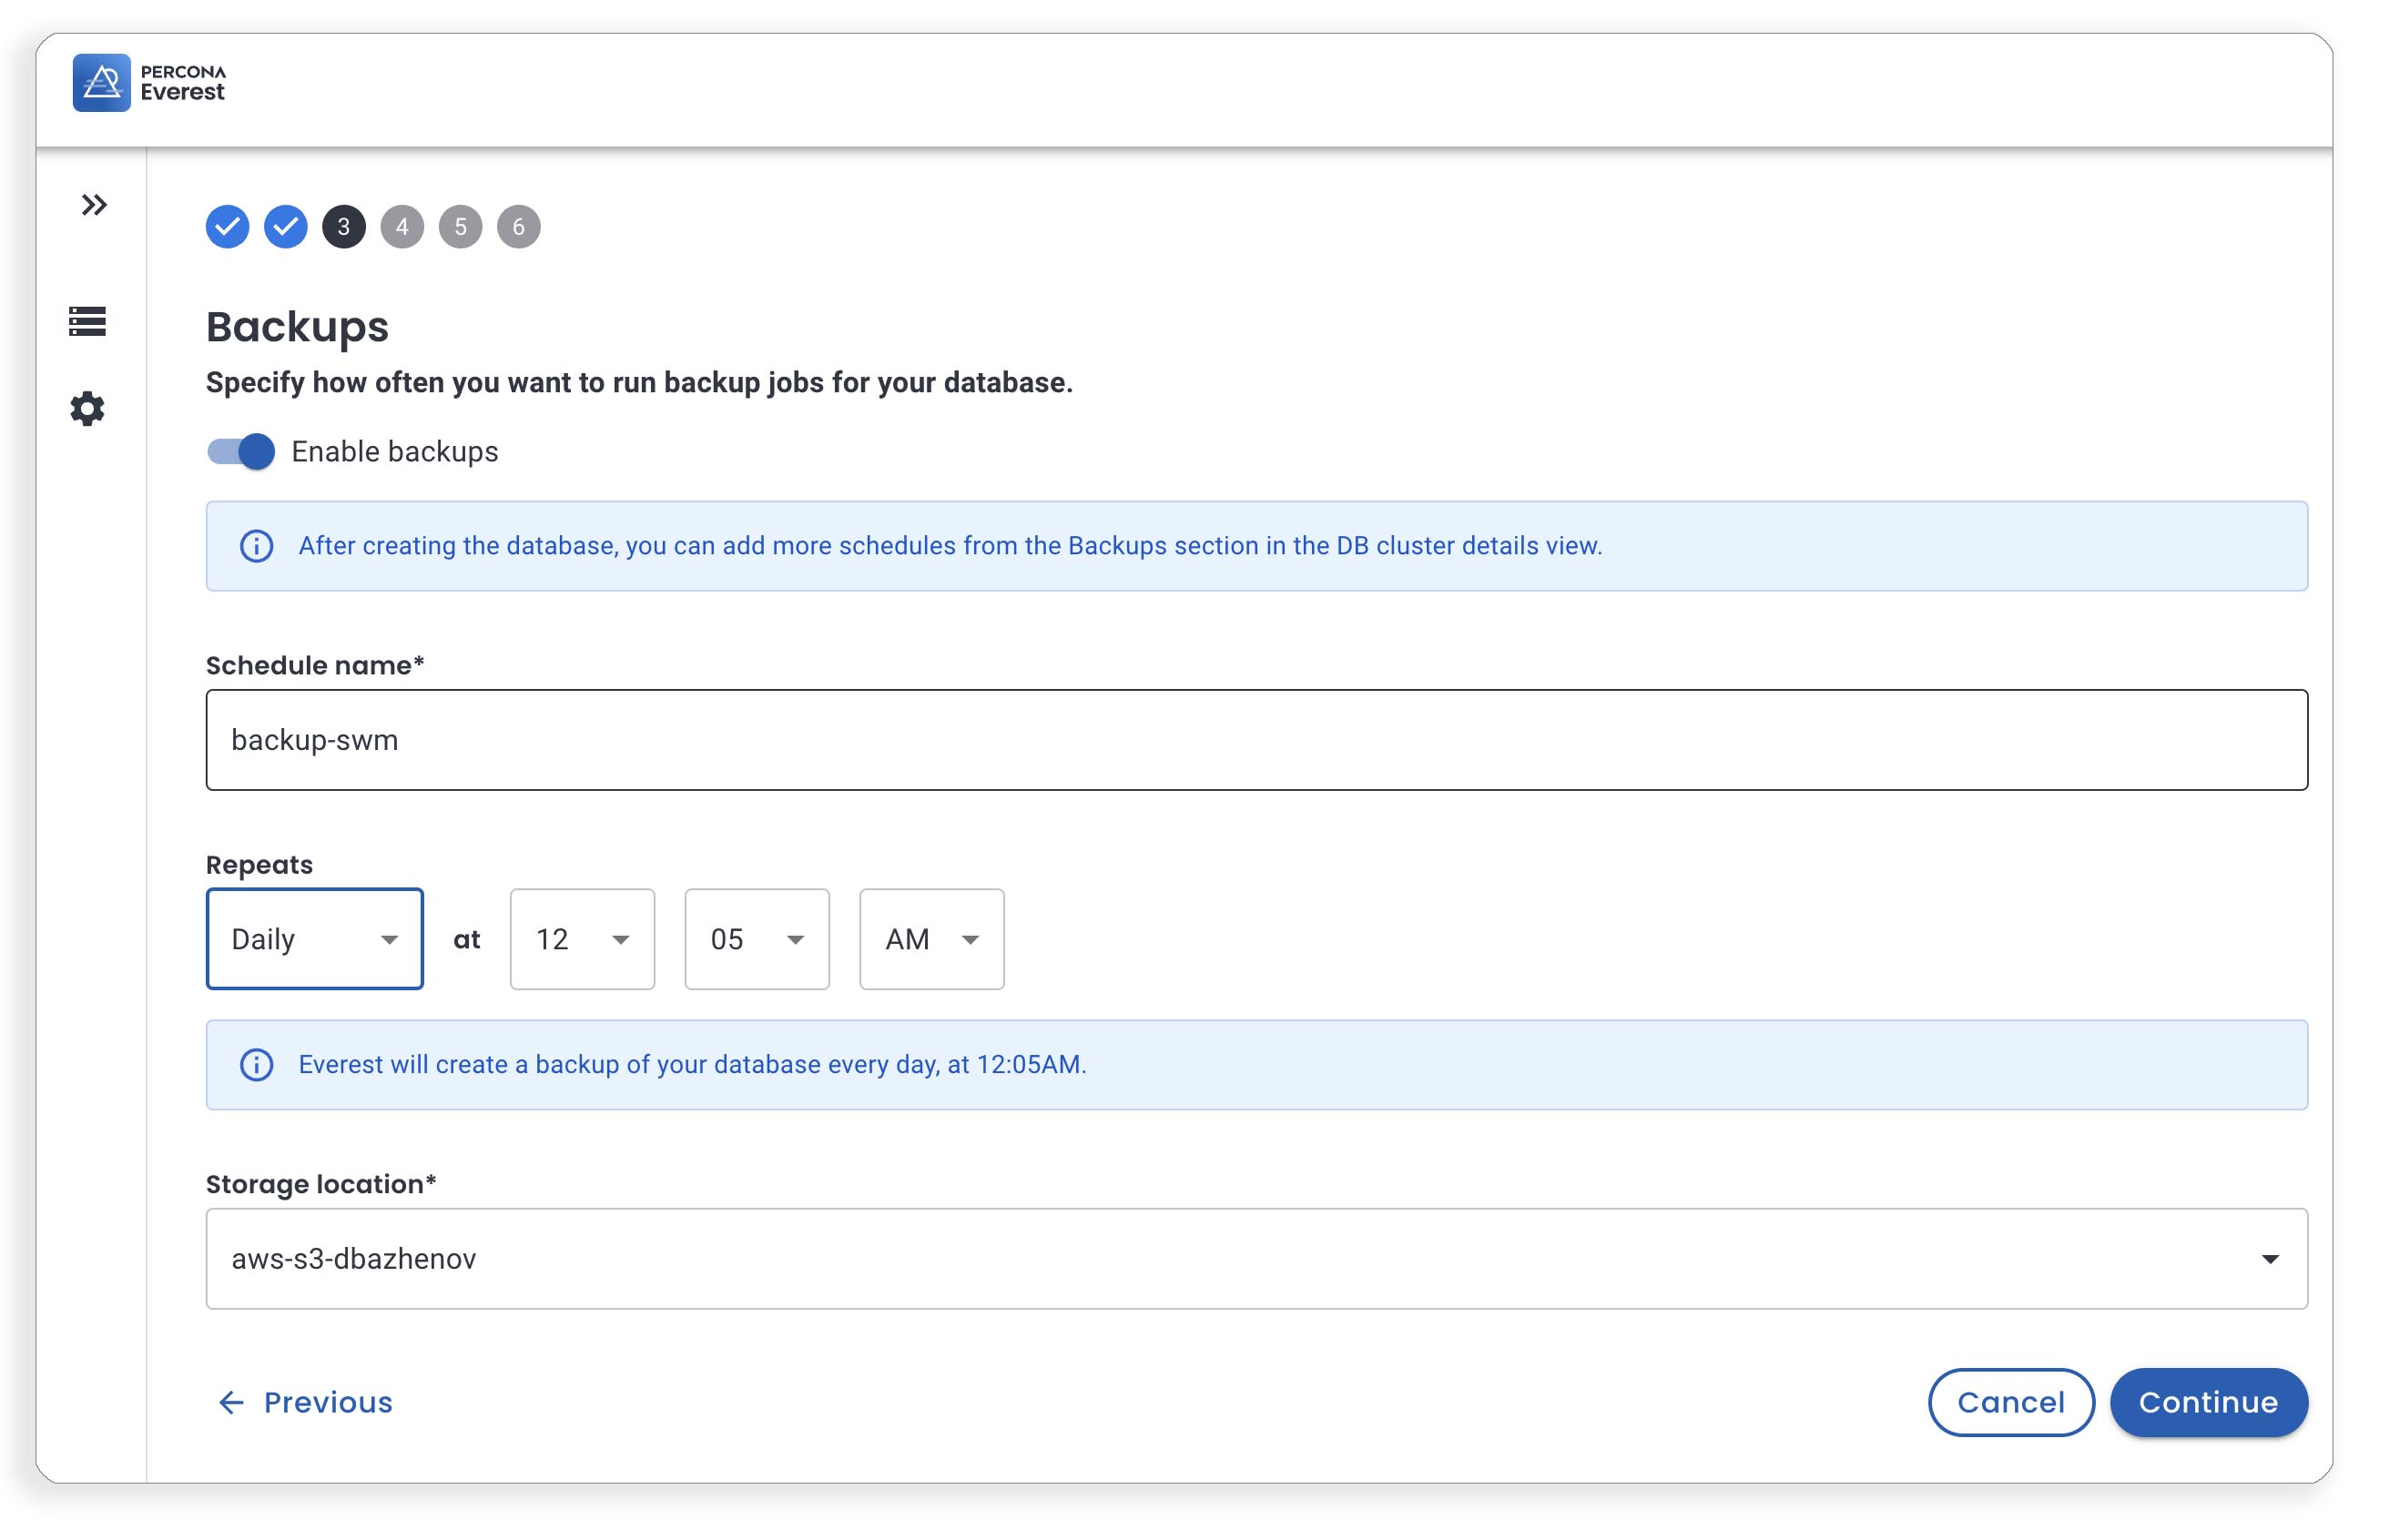 PERCONA
Everest
3 4 5 6
Backups
Specify how often you want to run backup jobs for your database.
Enable backups
After creating the database, you can add more schedules from the Backups section in the DB cluster details view.
Schedule name*
backup-swm
Repeats
Daily at 12 05 AM
Everest will create a backup of your database every day, at 12:05AM.
Storage location*
aws-s3-dbazhenov
Previous Cancel Continue